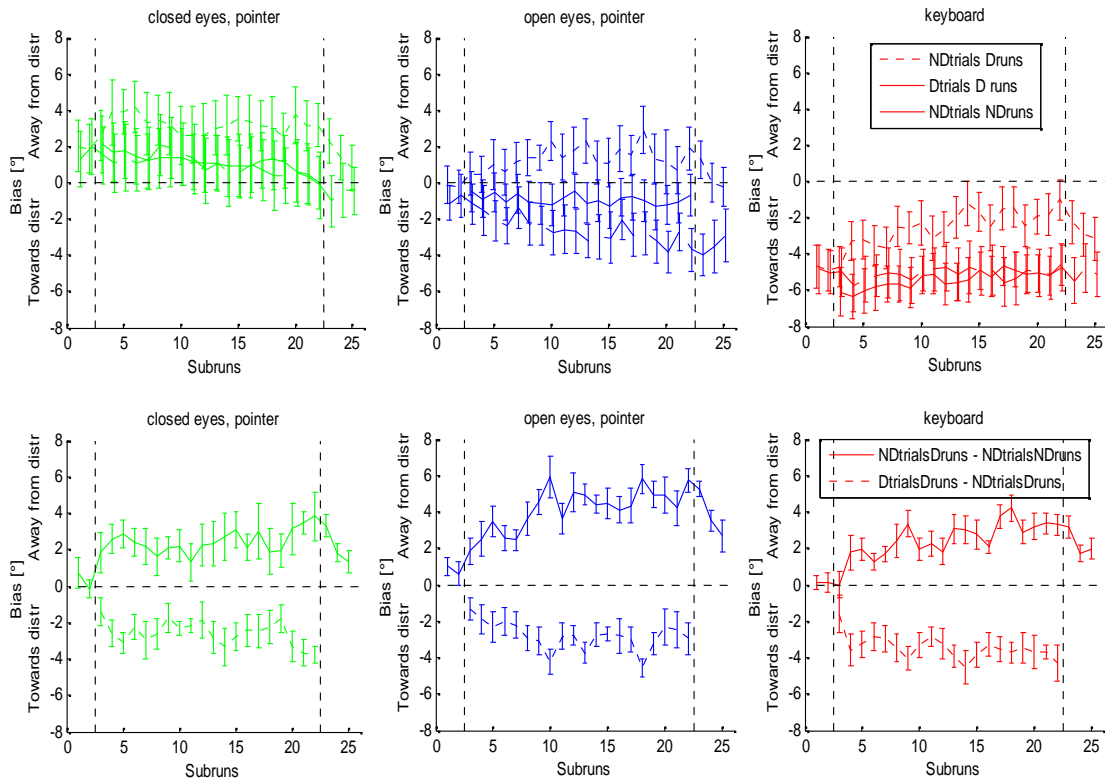 closed eyes, pointer
open eyes, pointer
keyboard
8
6
4
2
0
-2
-4
-6
-8
Bias [°]
Towards distr Away from distr
0 5 10 15 20 25
Subruns
8
6
4
2
0
-2
-4
-6
-8
Bias [°]
Towards distr Away from distr
0 5 10 15 20 25
Subruns
8
6
4
2
0
-2
-4
-6
-8
Bias [°]
Towards distr Away from distr
NDtrials Druns
Dtrials D runs
NDtrials NDruns
0 5 10 15 20 25
Subruns
closed eyes, pointer
open eyes, pointer
keyboard
8
6
4
2
0
-2
-4
-6
-8
Bias [°]
Towards distr Away from distr
0 5 10 15 20 25
Subruns
8
6
4
2
0
-2
-4
-6
-8
Bias [°]
Towards distr Away from distr
0 5 10 15 20 25
Subruns
8
6
4
2
0
-2
-4
-6
-8
Bias [°]
Towards distr Away from distr
NDtrialsDruns - NDtrialsNDruns
DtrialsDruns - NDtrialsDruns
0 5 10 15 20 25
Subruns